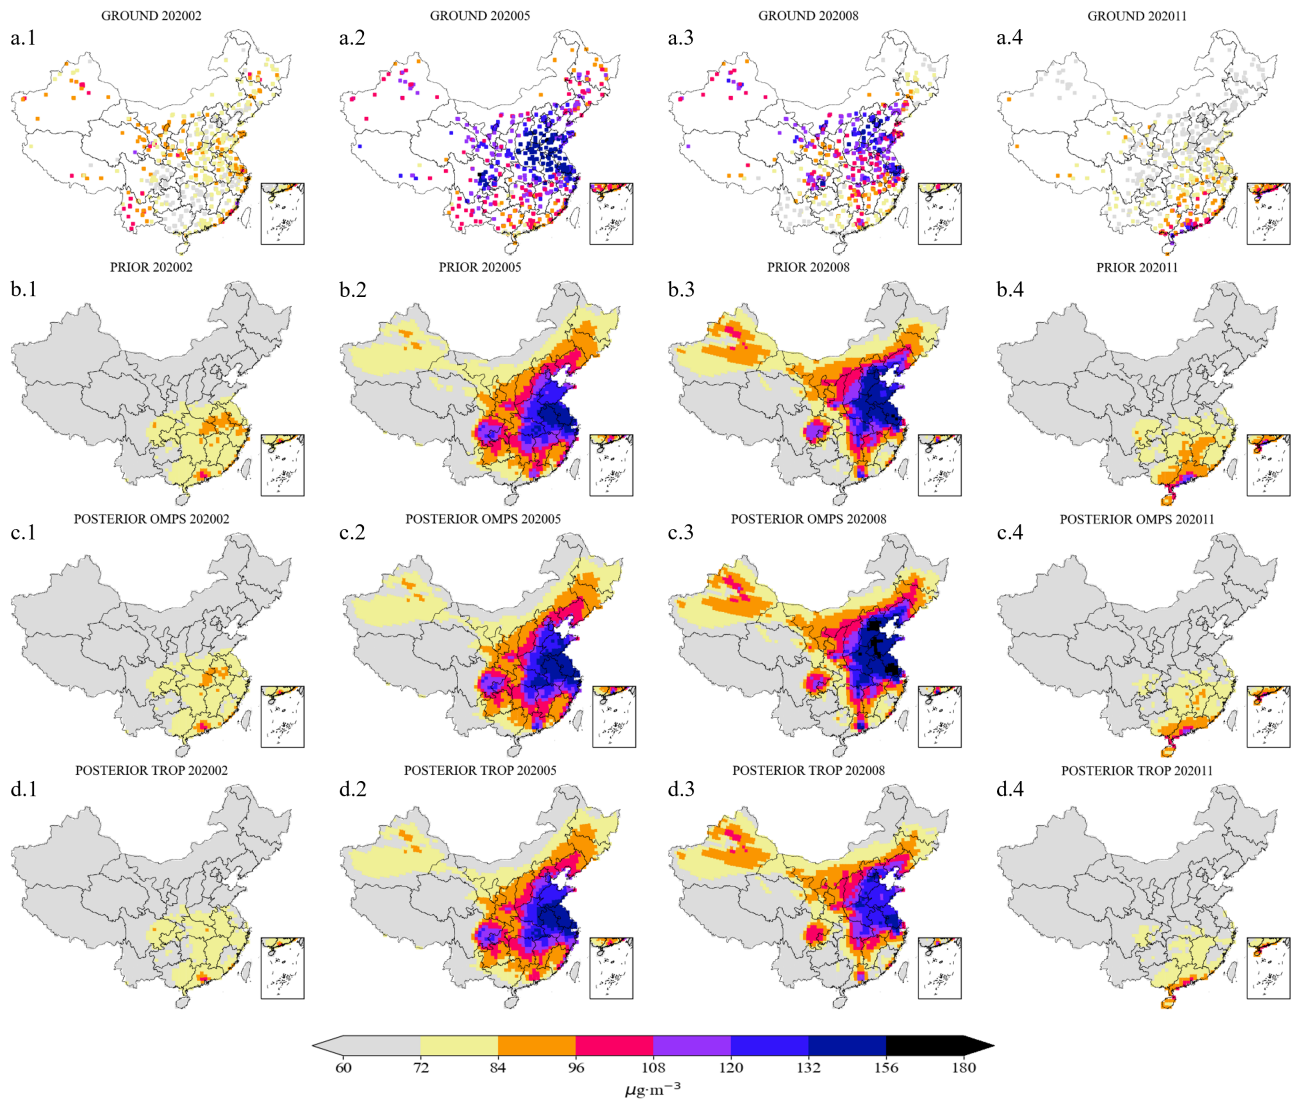 GROUND 202002
GROUND 202005
GROUND 202008
GROUND 202011
a.1
a.2
a.3
a.4
PRIOR 202002
PRIOR 202005
PRIOR 202008
PRIOR 202011
b.1
b.2
b.3
b.4
POSTERIOR OMPS 202002
POSTERIOR OMPS 202005
POSTERIOR OMPS 202008
POSTERIOR OMPS 202011
c.1
c.2
c.3
c.4
POSTERIOR TROP 202002
POSTERIOR TROP 202005
POSTERIOR TROP 202008
POSTERIOR TROP 202011
d.1
d.2
d.3
d.4
60 72 84 96 108 120 132 156 180
μg·m⁻³